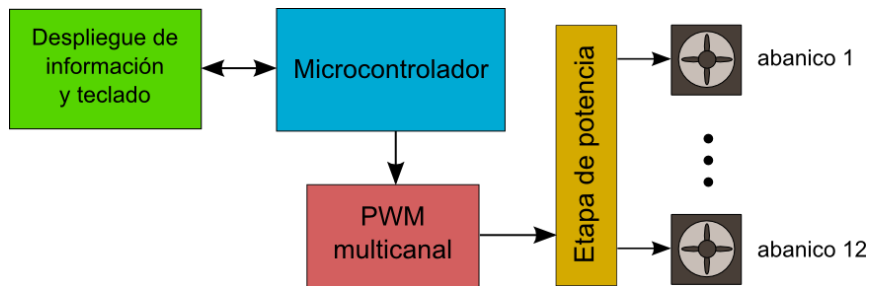 Despliegue de
información
y teclado
Microcontrolador
PWM
multicanal
Etapa de potencia
abanico 1
abanico 12